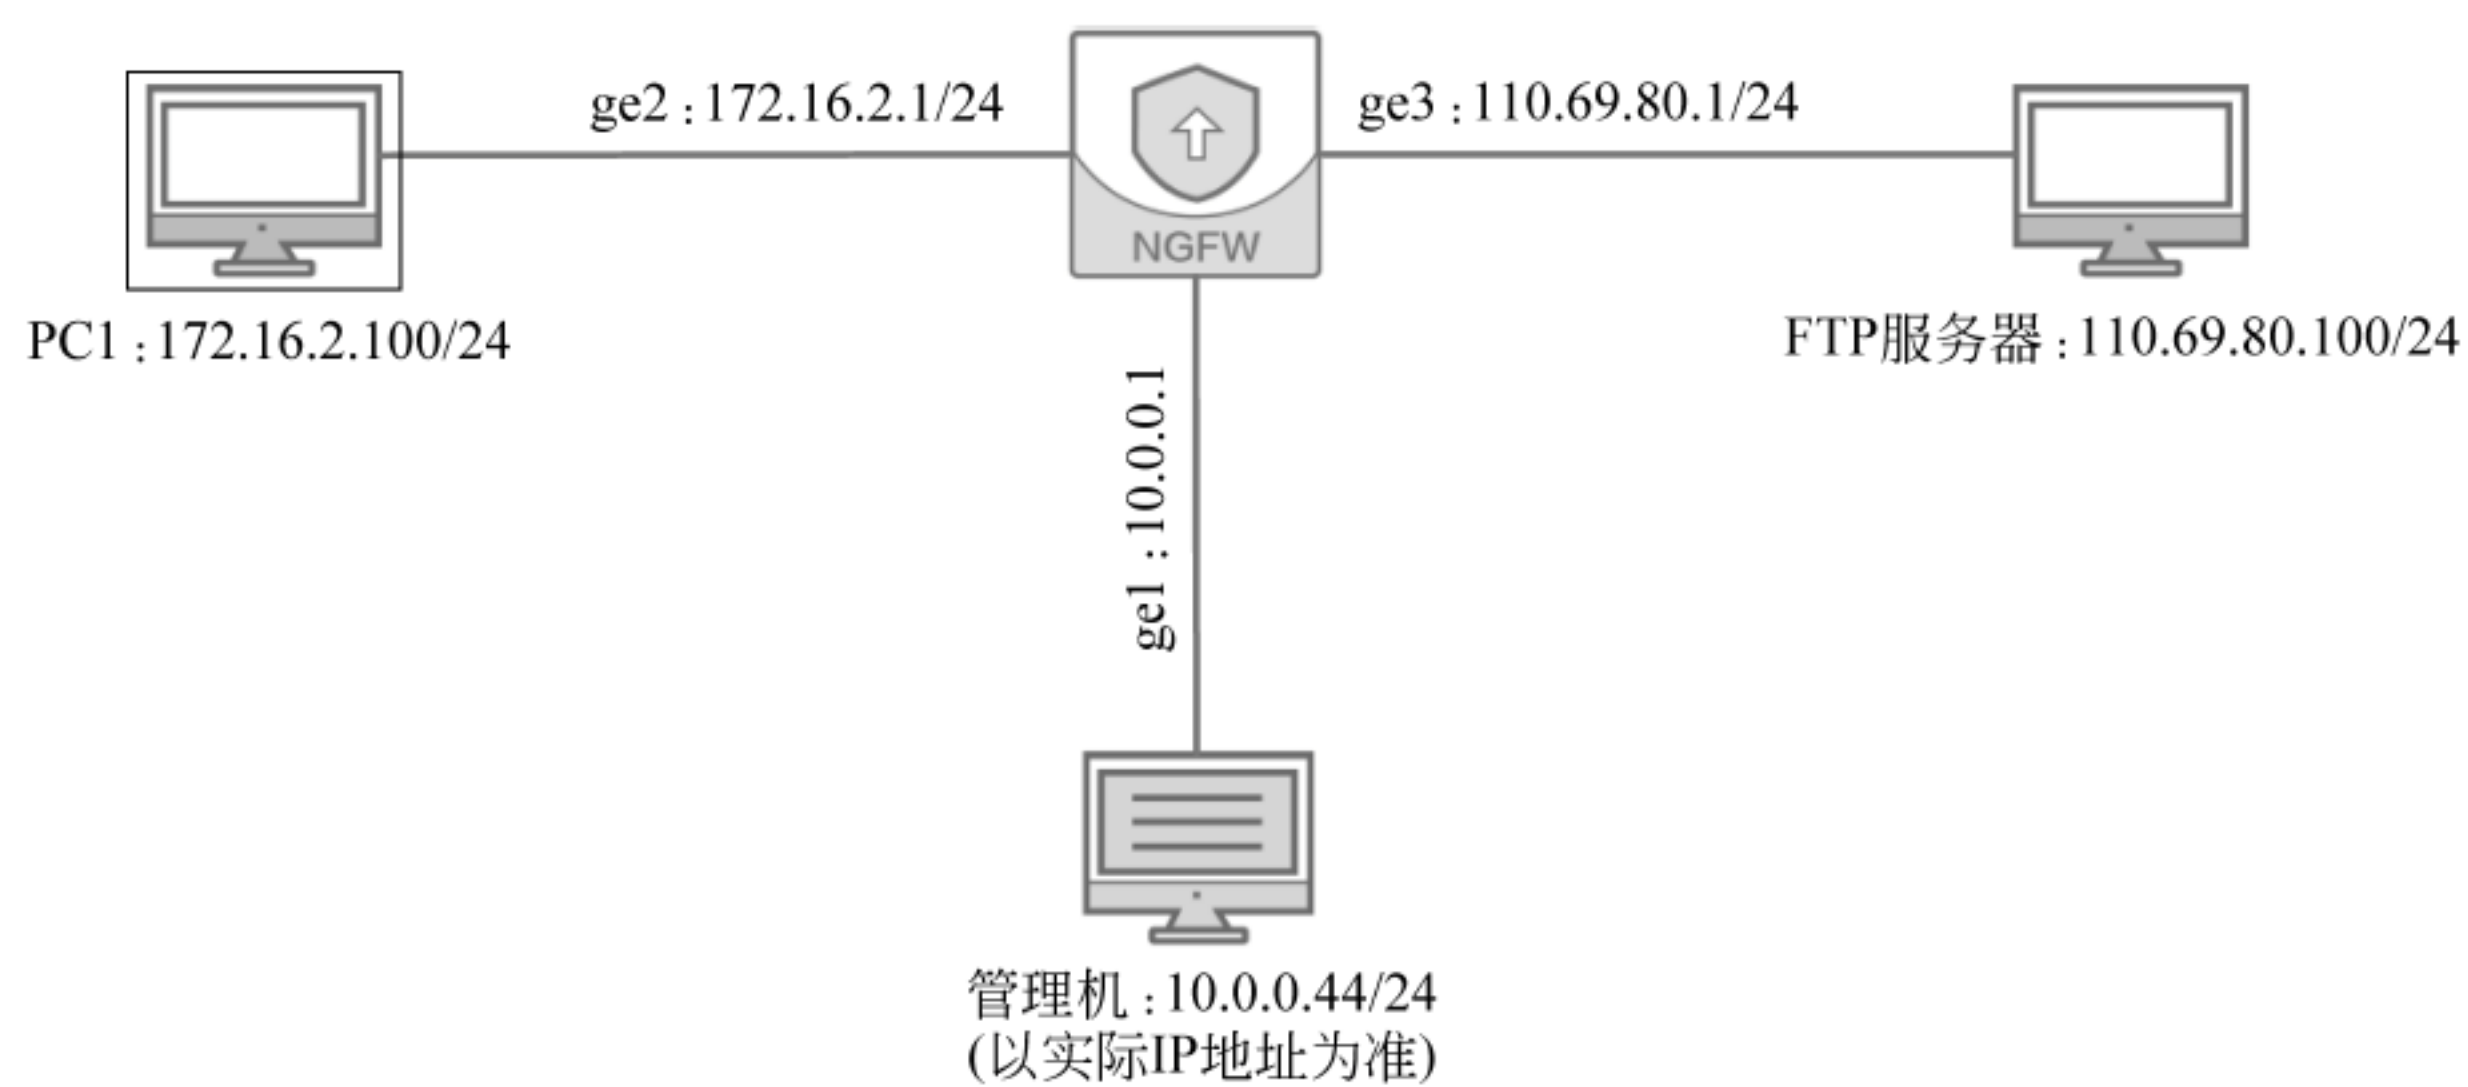 ge2：172.16.2.1/24
ge3：110.69.80.1/24
NGFW
PC1：172.16.2.100/24
FTP服务器：110.69.80.100/24
ge1：10.0.0.1
管理机：10.0.0.44/24
(以实际IP地址为准)